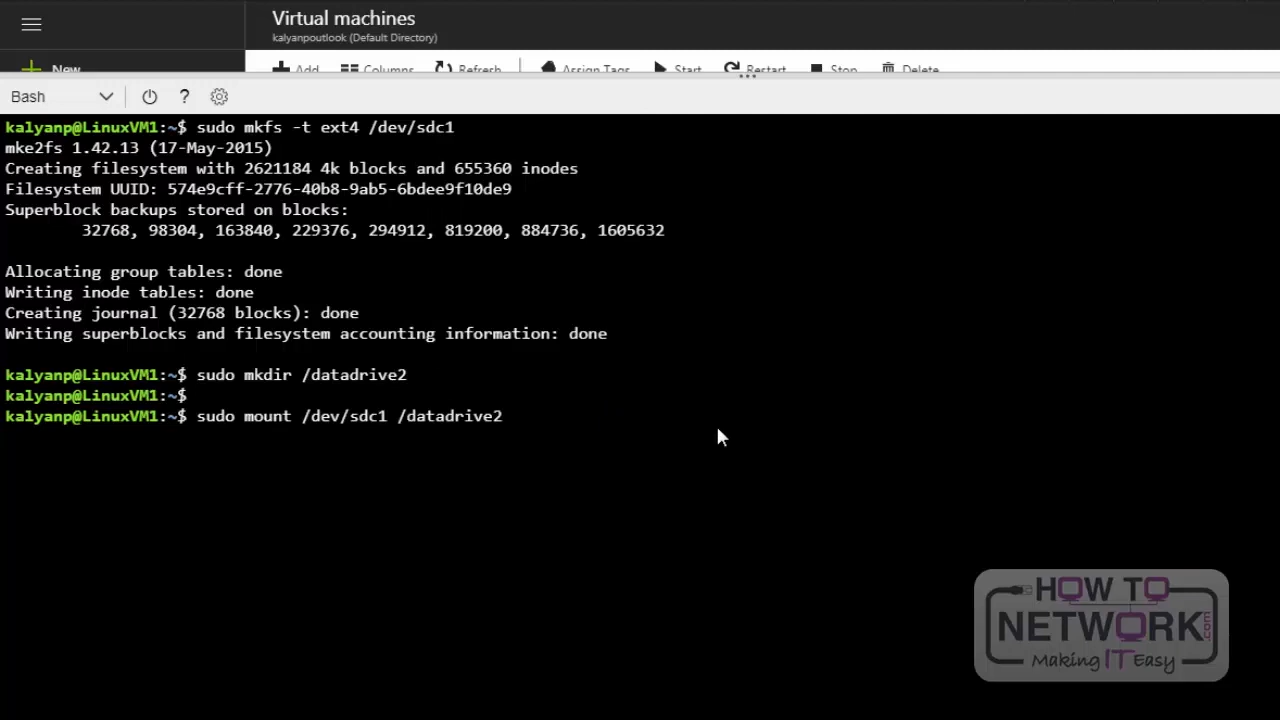 Virtual machines
kalyanpoutlook (Default Directory)
New
Add Columns Refresh Assign Tags Start Restart Stop Delete
Bash ?
kalyanp@LinuxVM1:~$ sudo mkfs -t ext4 /dev/sdc1
mke2fs 1.42.13 (17-May-2015)
Creating filesystem with 2621184 4k blocks and 655360 inodes
Filesystem UUID: 574e9cff-2776-40b8-9ab5-6bdee9f10de9
Superblock backups stored on blocks:
32768, 98304, 163840, 229376, 294912, 819200, 884736, 1605632
Allocating group tables: done
Writing inode tables: done
Creating journal (32768 blocks): done
Writing superblocks and filesystem accounting information: done
kalyanp@LinuxVM1:~$ sudo mkdir /datadrive2
kalyanp@LinuxVM1:~$
kalyanp@LinuxVM1:~$ sudo mount /dev/sdc1 /datadrive2
HOW TO
NETWORK.com
Making IT Easy